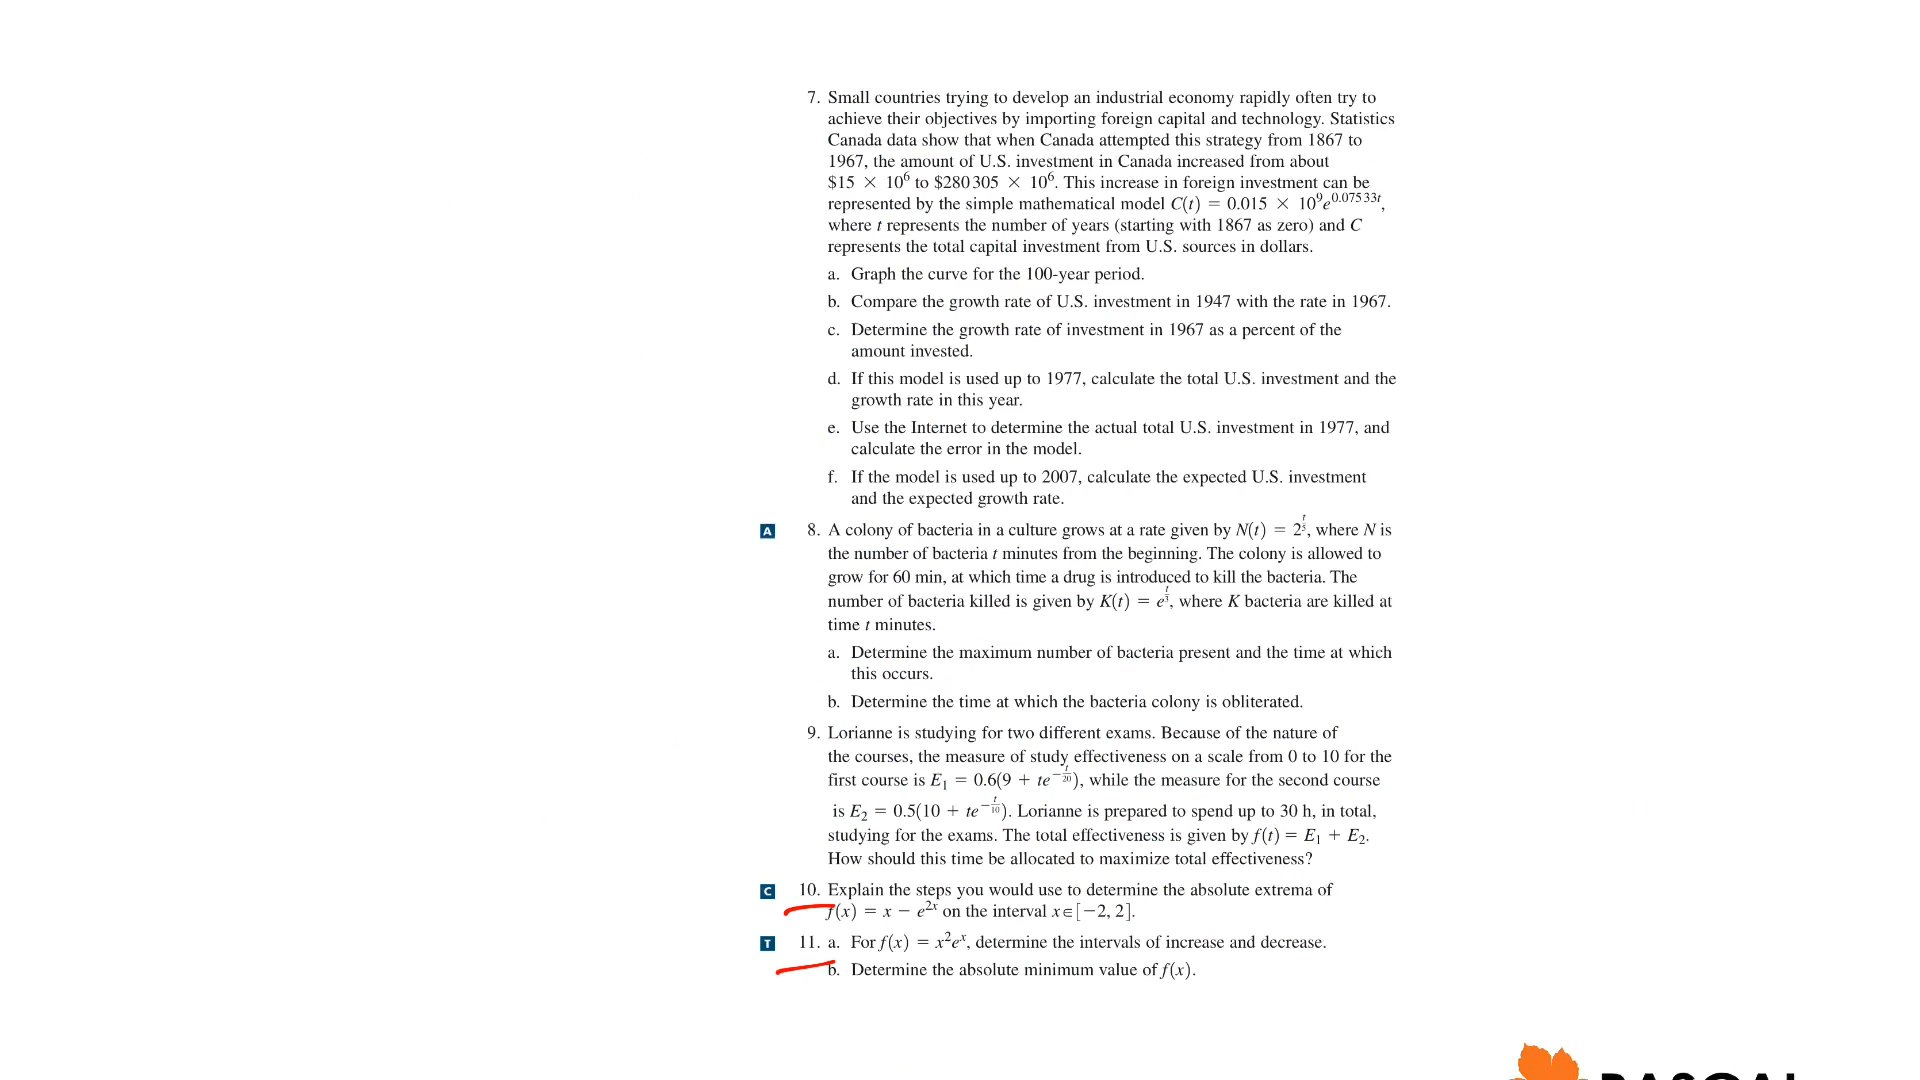 7. Small countries trying to develop an industrial economy rapidly often try to
achieve their objectives by importing foreign capital and technology. Statistics
Canada data show that when Canada attempted this strategy from 1867 to
1967, the amount of U.S. investment in Canada increased from about
$15 × 10⁶ to $280 305 × 10⁶. This increase in foreign investment can be
represented by the simple mathematical model C(t) = 0.015 × 10⁹e^{0.075 33t},
where t represents the number of years (starting with 1867 as zero) and C
represents the total capital investment from U.S. sources in dollars.
a. Graph the curve for the 100-year period.
b. Compare the growth rate of U.S. investment in 1947 with the rate in 1967.
c. Determine the growth rate of investment in 1967 as a percent of the
amount invested.
d. If this model is used up to 1977, calculate the total U.S. investment and the
growth rate in this year.
e. Use the Internet to determine the actual total U.S. investment in 1977, and
calculate the error in the model.
f. If the model is used up to 2007, calculate the expected U.S. investment
and the expected growth rate.
A 8. A colony of bacteria in a culture grows at a rate given by N(t) = 2^{t/5}, where N is
the number of bacteria t minutes from the beginning. The colony is allowed to
grow for 60 min, at which time a drug is introduced to kill the bacteria. The
number of bacteria killed is given by K(t) = e^{t/3}, where K bacteria are killed at
time t minutes.
a. Determine the maximum number of bacteria present and the time at which
this occurs.
b. Determine the time at which the bacteria colony is obliterated.
9. Lorianne is studying for two different exams. Because of the nature of
the courses, the measure of study effectiveness on a scale from 0 to 10 for the
first course is E₁ = 0.6(9 + te^{-t/20}), while the measure for the second course
is E₂ = 0.5(10 + te^{-t/10}). Lorianne is prepared to spend up to 30 h, in total,
studying for the exams. The total effectiveness is given by f(t) = E₁ + E₂.
How should this time be allocated to maximize total effectiveness?
C 10. Explain the steps you would use to determine the absolute extrema of
f(x) = x − e^{2x} on the interval x∈[−2, 2].
T 11. a. For f(x) = x²eˣ, determine the intervals of increase and decrease.
b. Determine the absolute minimum value of f(x).